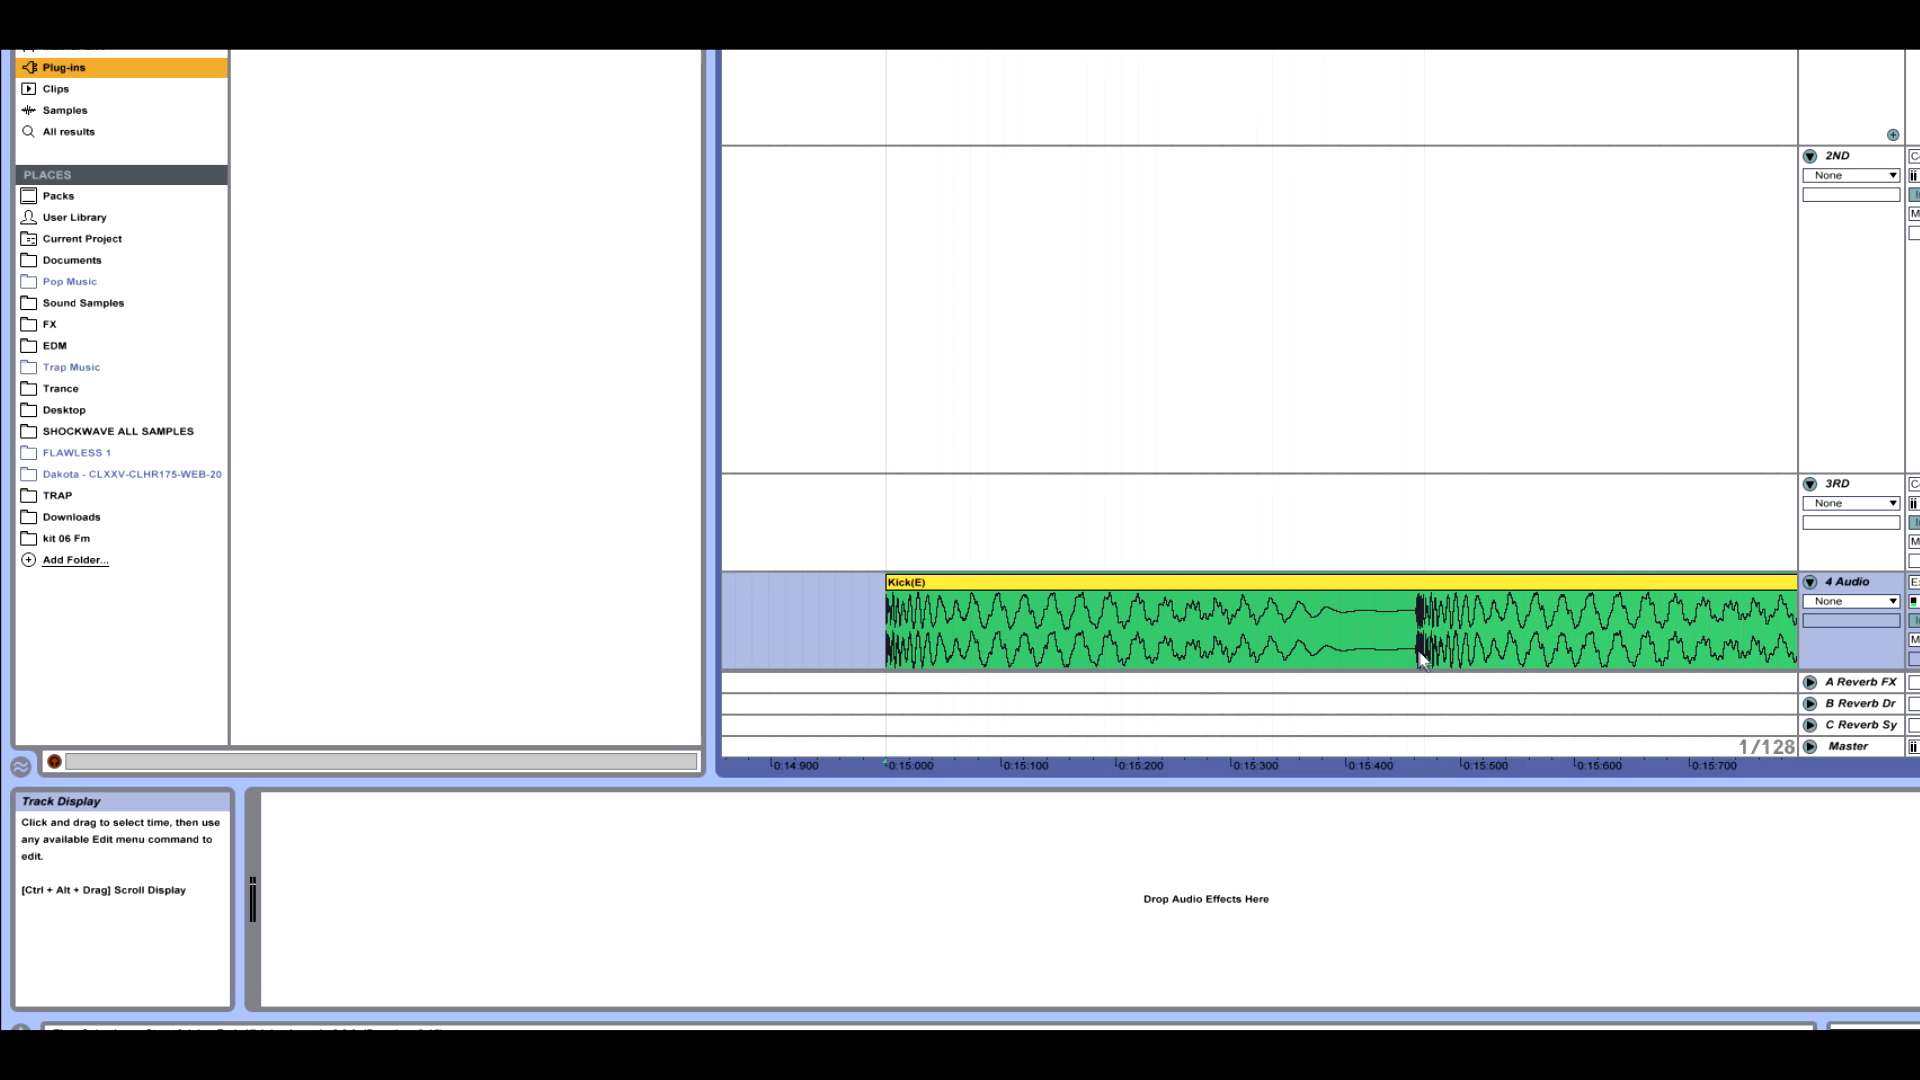 Plug-ins
Clips
Samples
All results
PLACES
Packs
User Library
Current Project
Documents
Pop Music
Sound Samples
FX
EDM
Trap Music
Trance
Desktop
SHOCKWAVE ALL SAMPLES
FLAWLESS 1
Dakota - CLXXV-CLHR175-WEB-20
TRAP
Downloads
kit 06 Fm
Add Folder...
2ND
None
3RD
None
Kick(E)
4 Audio
None
A Reverb FX
B Reverb Dr
C Reverb Sy
1/128
Master
0:14:900
0:15:000
0:15:100
0:15:200
0:15:300
0:15:400
0:15:500
0:15:600
0:15:700
Track Display
Click and drag to select time, then use
any available Edit menu command to
edit.
[Ctrl + Alt + Drag] Scroll Display
Drop Audio Effects Here